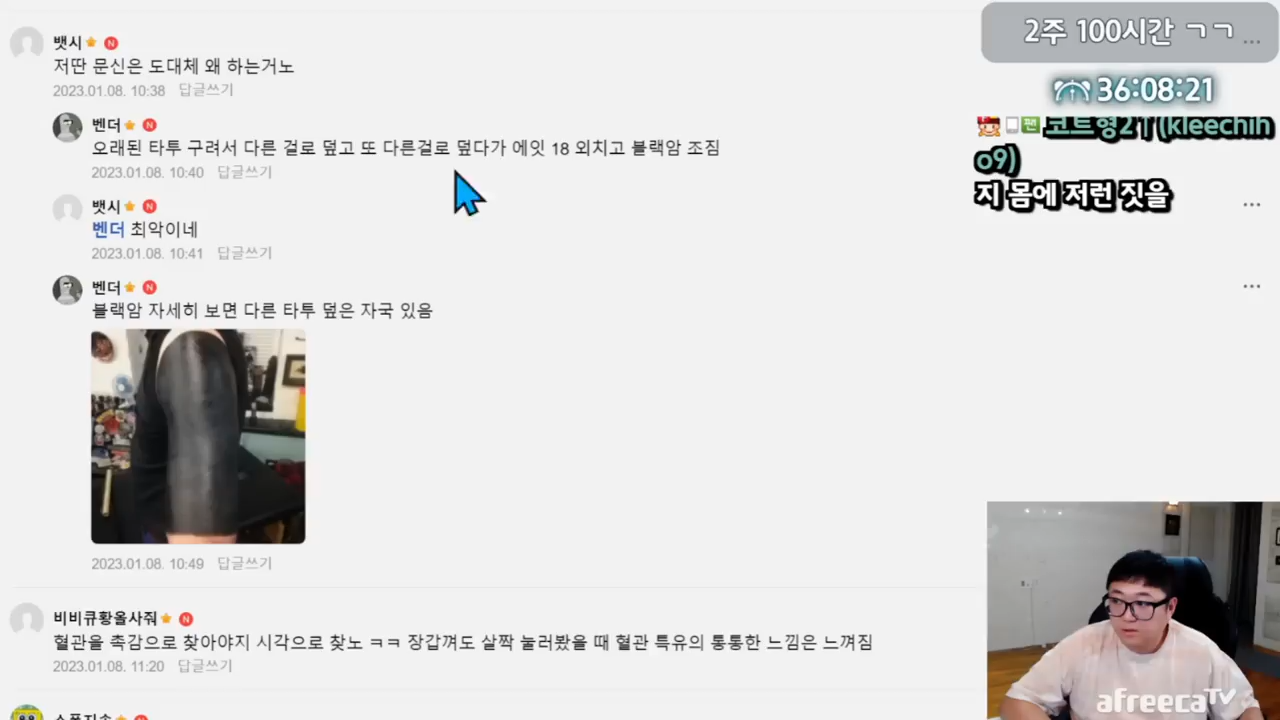 뱃시
저딴 문신은 도대체 왜 하는거노
2023.01.08. 10:38 답글쓰기
벤더
오래된 타투 구려서 다른 걸로 덮고 또 다른걸로 덮다가 에잇 18 외치고 블랙암 조짐
2023.01.08. 10:40 답글쓰기
뱃시
벤더 최악이네
2023.01.08. 10:41 답글쓰기
벤더
블랙암 자세히 보면 다른 타투 덮은 자국 있음
2023.01.08. 10:49 답글쓰기
비비큐황올사줘
혈관을 촉감으로 찾아야지 시각으로 찾노 ㅋㅋ 장갑껴도 살짝 눌러봤을 때 혈관 특유의 통통한 느낌은 느껴짐
2023.01.08. 11:20 답글쓰기
2주 100시간 ㄱㄱ
36:08:21
팬 코트형2↑(kleechih
o9)
지 몸에 저런 짓을
afreecaTV